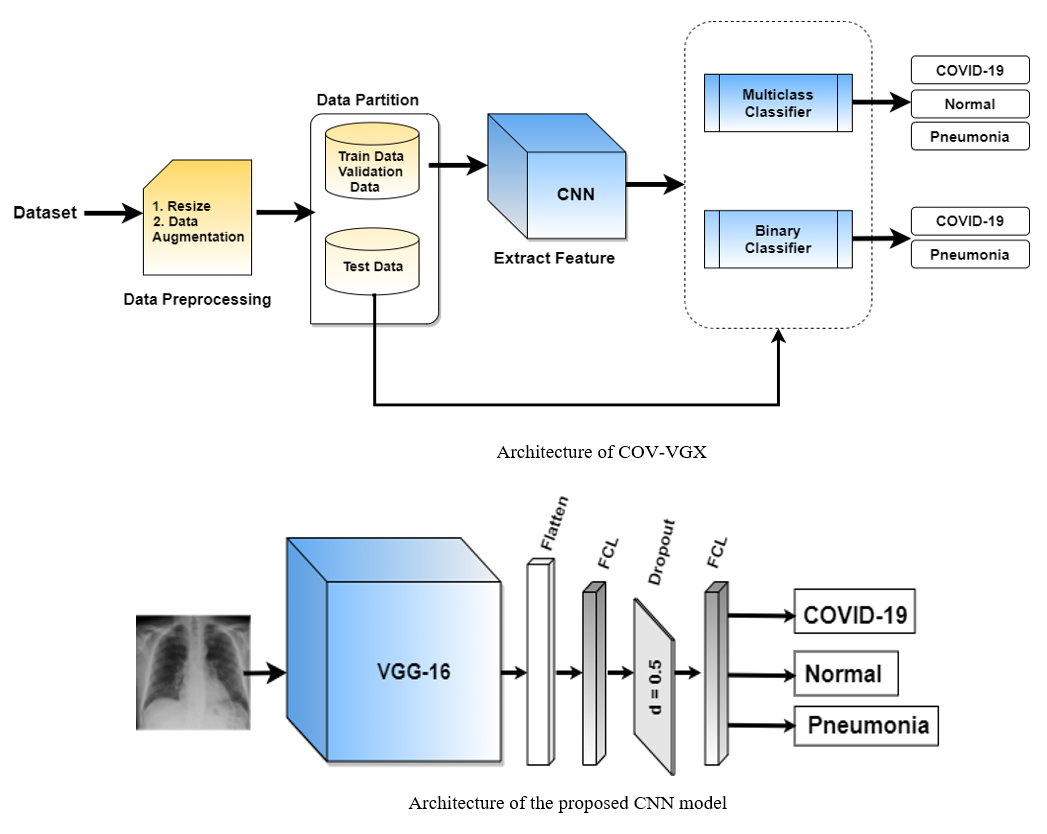 Dataset
1. Resize
2. Data
Augmentation
Data Preprocessing
Data Partition
Train Data
Validation
Data
Test Data
CNN
Extract Feature
Multiclass
Classifier
COVID-19
Normal
Pneumonia
Binary
Classifier
COVID-19
Pneumonia
Architecture of COV-VGX
VGG-16
Flatten
FCL
Dropout
d = 0.5
FCL
COVID-19
Normal
Pneumonia
Architecture of the proposed CNN model